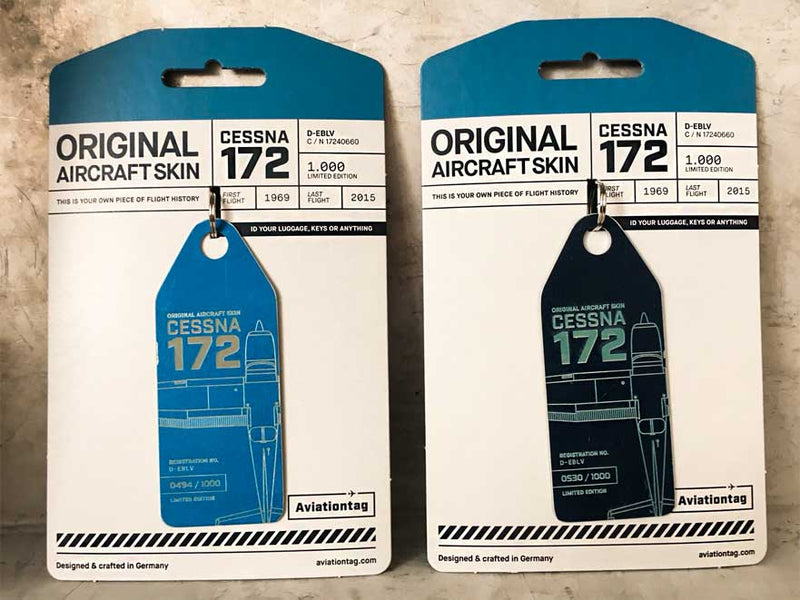 ORIGINAL
AIRCRAFT SKIN
CESSNA
172
D-EBLV
C / N 17240660
1.000
LIMITED EDITION
THIS IS YOUR OWN PIECE OF FLIGHT HISTORY
FIRST
FLIGHT
1969
LAST
FLIGHT
2015
ID YOUR LUGGAGE, KEYS OR ANYTHING
ORIGINAL AIRCRAFT SKIN
CESSNA
172
REGISTRATION NO.
D-EBLV
0494 / 1000
LIMITED EDITION
Aviationtag
Designed & crafted in Germany
aviationtag.com
ORIGINAL
AIRCRAFT SKIN
CESSNA
172
D-EBLV
C / N 17240660
1.000
LIMITED EDITION
THIS IS YOUR OWN PIECE OF FLIGHT HISTORY
FIRST
FLIGHT
1969
LAST
FLIGHT
2015
ID YOUR LUGGAGE, KEYS OR ANYTHING
ORIGINAL AIRCRAFT SKIN
CESSNA
172
REGISTRATION NO.
D-EBLV
0530 / 1000
LIMITED EDITION
Aviationtag
Designed & crafted in Germany
aviationtag.com